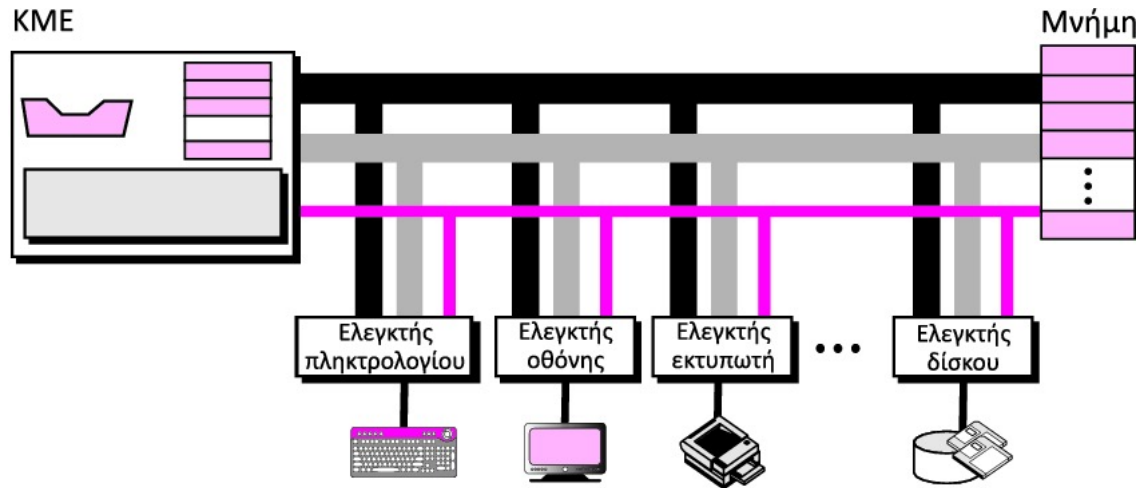 ΚΜΕ
Μνήμη
Ελεγκτής
πληκτρολογίου
Ελεγκτής
οθόνης
Ελεγκτής
εκτυπωτή
Ελεγκτής
δίσκου